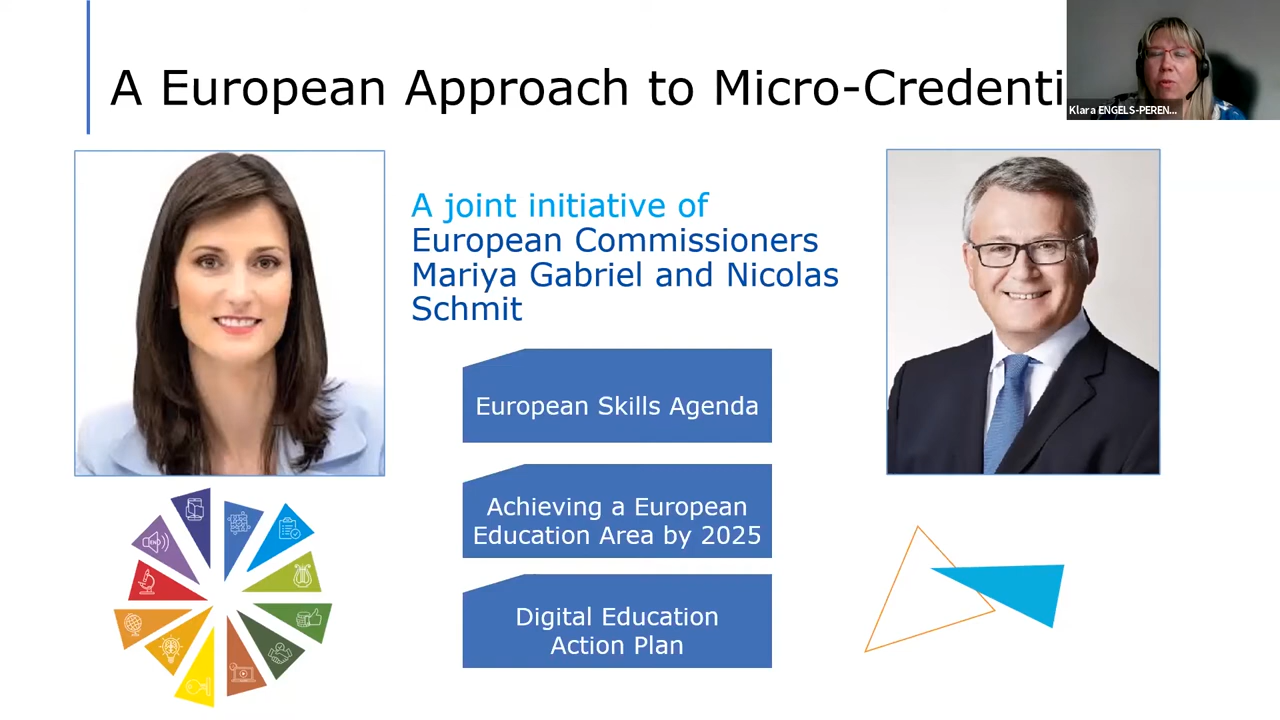 A European Approach to Micro-Credenti
Klara ENGELS-PEREN...
A joint initiative of
European Commissioners
Mariya Gabriel and Nicolas
Schmit
European Skills Agenda
Achieving a European
Education Area by 2025
Digital Education
Action Plan